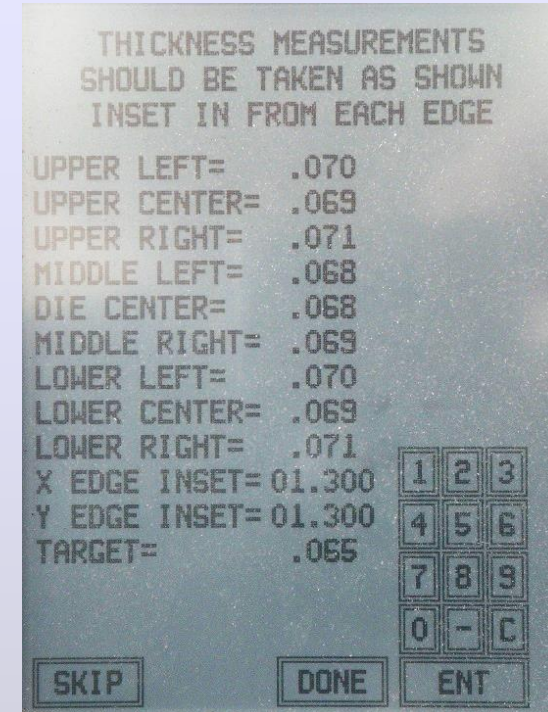 THICKNESS MEASUREMENTS
SHOULD BE TAKEN AS SHOWN
INSET IN FROM EACH EDGE
UPPER LEFT= .070
UPPER CENTER= .069
UPPER RIGHT= .071
MIDDLE LEFT= .068
DIE CENTER= .068
MIDDLE RIGHT= .069
LOWER LEFT= .070
LOWER CENTER= .069
LOWER RIGHT= .071
X EDGE INSET= 01.300
Y EDGE INSET= 01.300
TARGET= .065
1 2 3
4 5 6
7 8 9
0 - C
SKIP DONE ENT